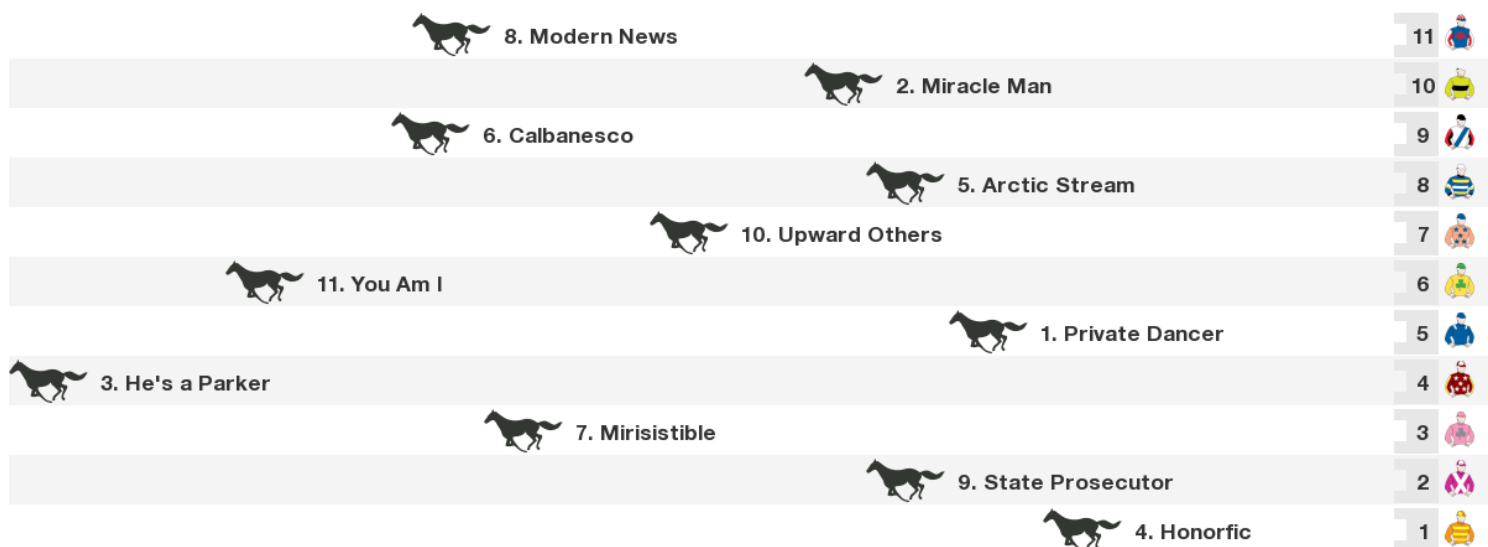 8. Modern News 11
2. Miracle Man 10
6. Calbanesco 9
5. Arctic Stream 8
10. Upward Others 7
11. You Am I 6
1. Private Dancer 5
3. He's a Parker 4
7. Mirisistible 3
9. State Prosecutor 2
4. Honorfic 1